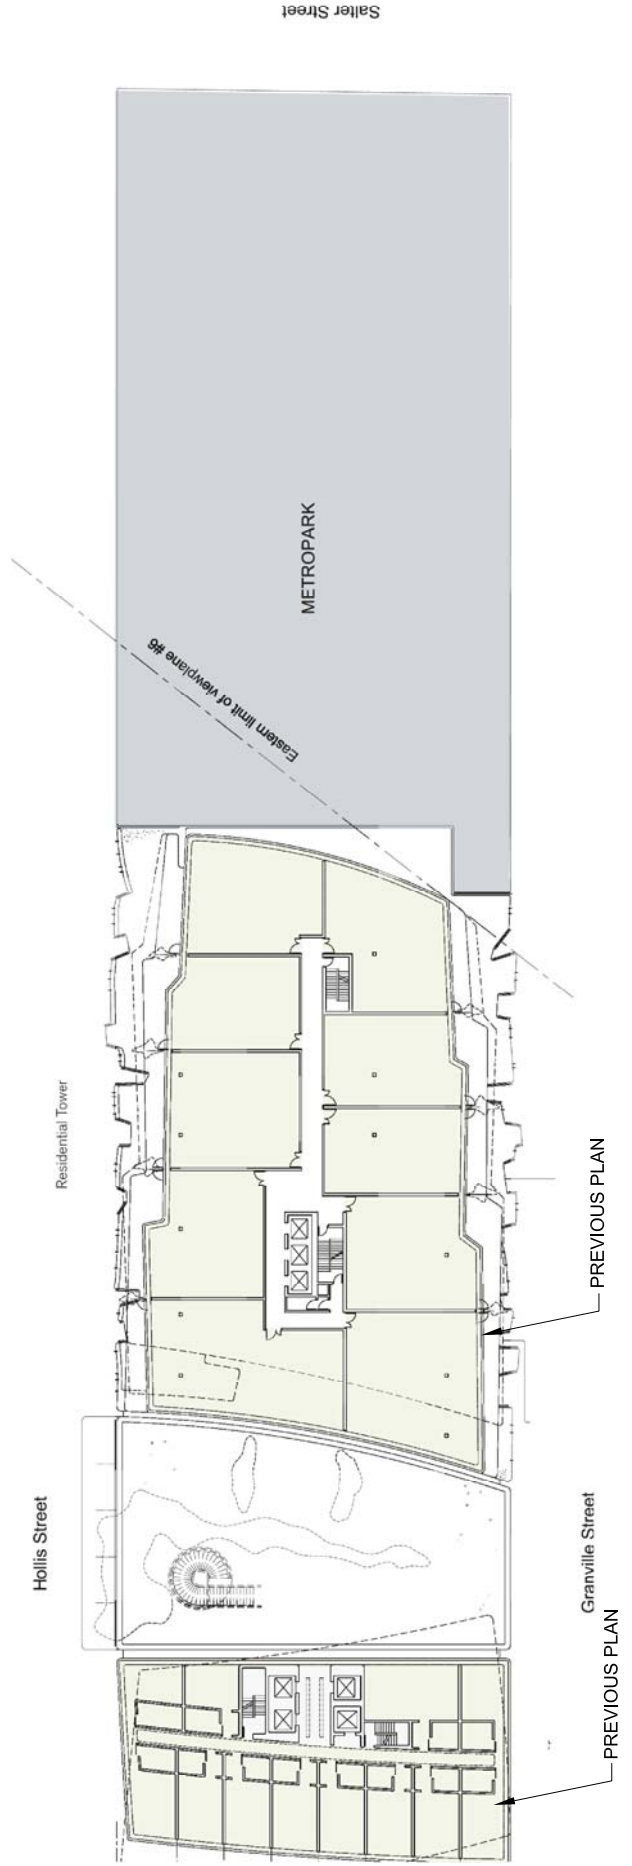 Salter Street
METROPARK
Eastern limit of viewplane #6
Residential Tower
PREVIOUS PLAN
Hollis Street
Granville Street
PREVIOUS PLAN